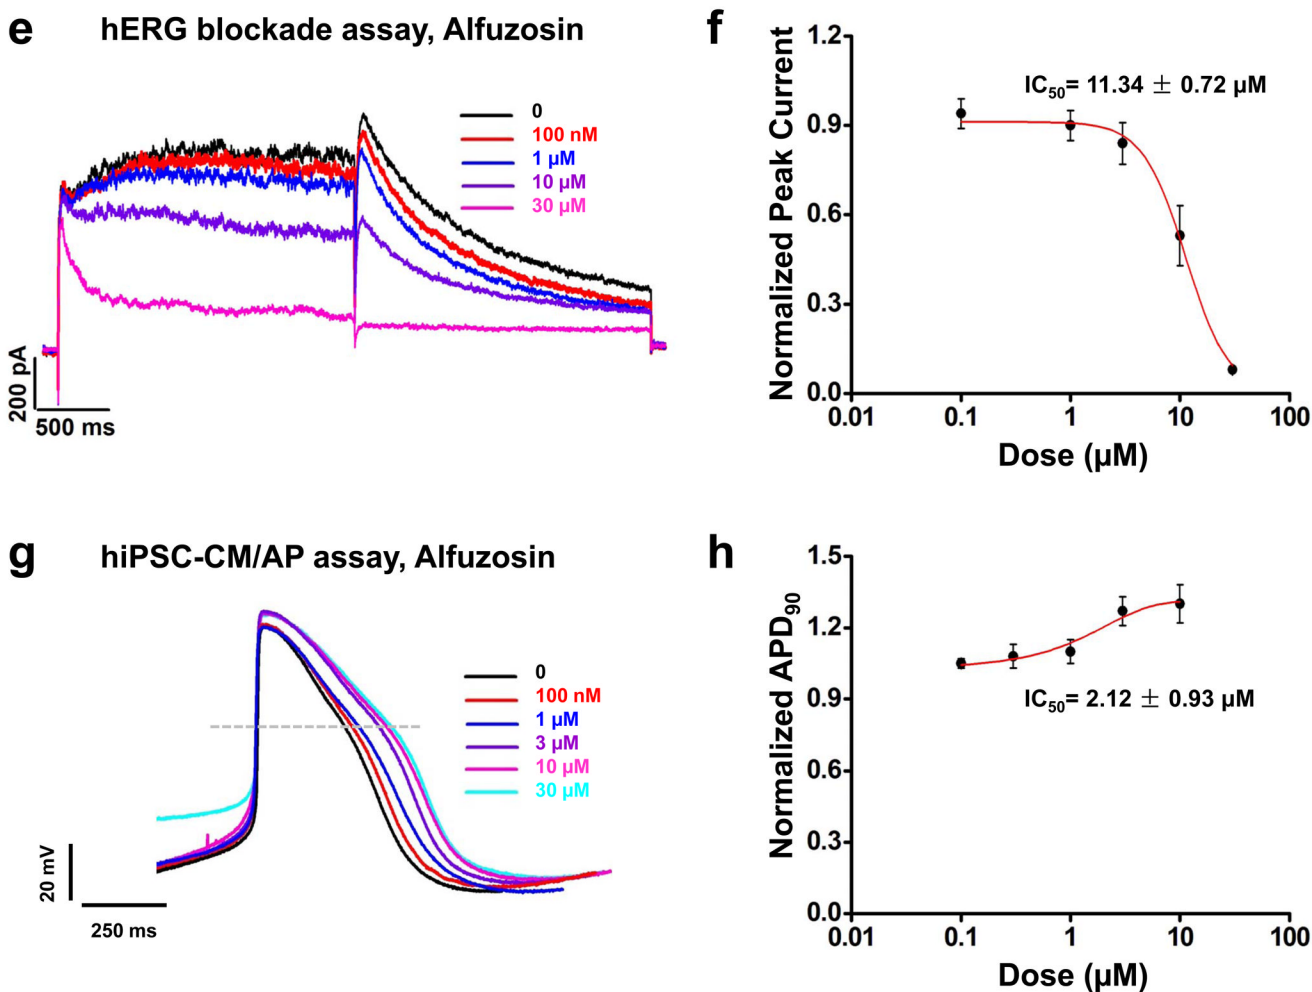 e hERG blockade assay, Alfuzosin
0
100 nM
1 µM
10 µM
30 µM
200 pA
500 ms
f
Normalized Peak Current
1.2
0.9
0.6
0.3
0.0
IC50= 11.34 ± 0.72 µM
0.01 0.1 1 10 100
Dose (µM)
g hiPSC-CM/AP assay, Alfuzosin
0
100 nM
1 µM
3 µM
10 µM
30 µM
20 mV
250 ms
h
Normalized APD90
1.5
1.2
0.9
0.6
0.3
0.0
IC50= 2.12 ± 0.93 µM
0.01 0.1 1 10 100
Dose (µM)